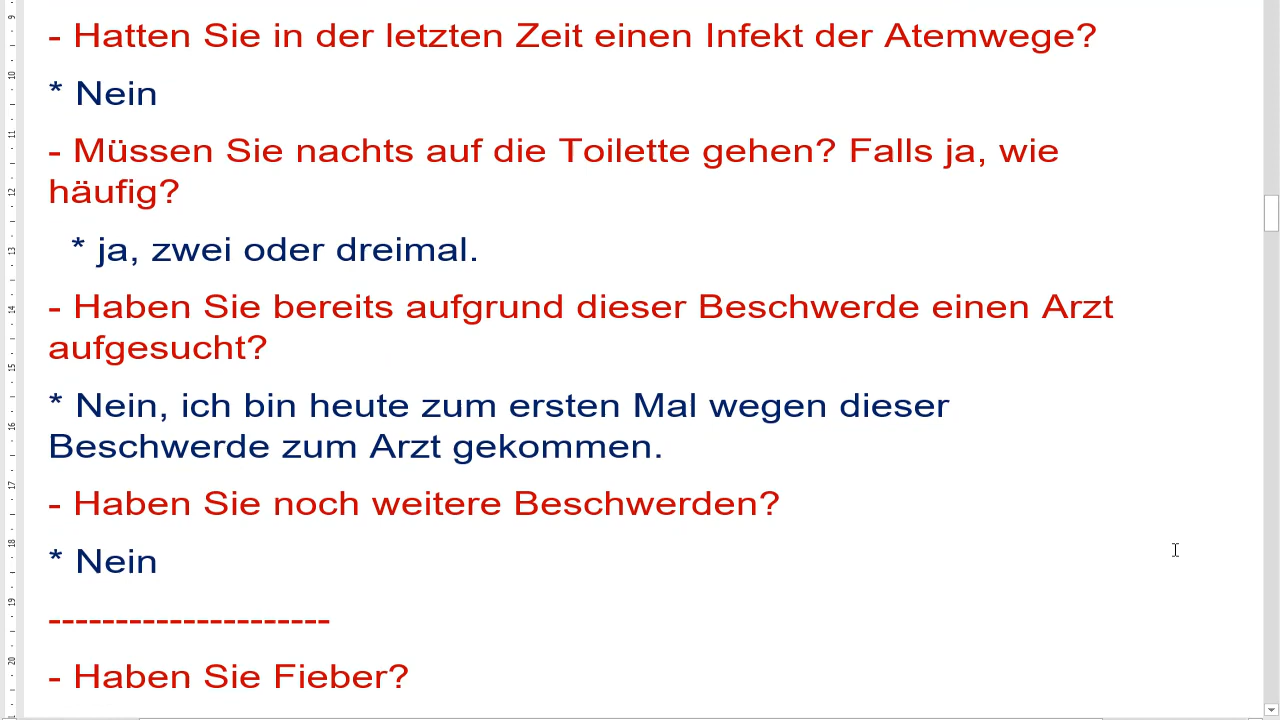 - Hatten Sie in der letzten Zeit einen Infekt der Atemwege?
* Nein
- Müssen Sie nachts auf die Toilette gehen? Falls ja, wie
häufig?
* ja, zwei oder dreimal.
- Haben Sie bereits aufgrund dieser Beschwerde einen Arzt
aufgesucht?
* Nein, ich bin heute zum ersten Mal wegen dieser
Beschwerde zum Arzt gekommen.
- Haben Sie noch weitere Beschwerden?
* Nein
---------------------
- Haben Sie Fieber?